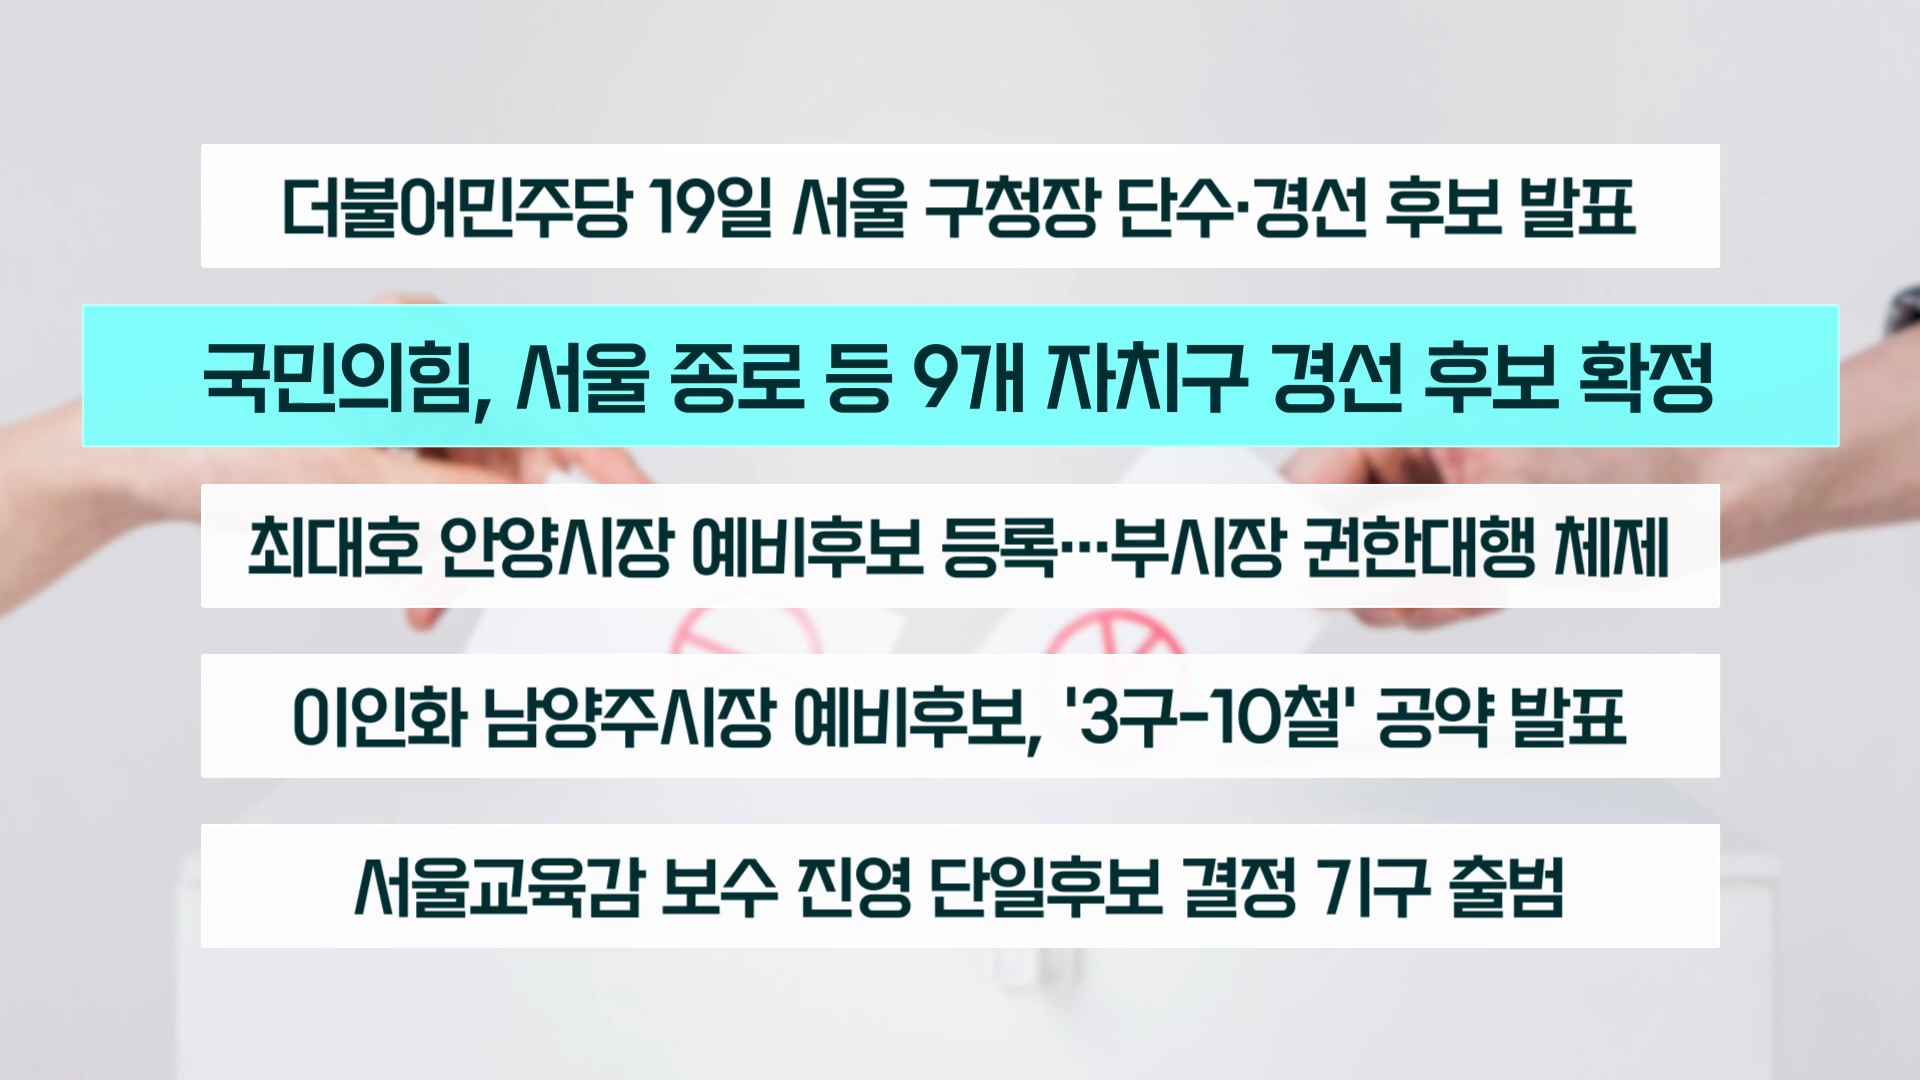 더불어민주당 19일 서울 구청장 단수·경선 후보 발표
국민의힘, 서울 종로 등 9개 자치구 경선 후보 확정
최대호 안양시장 예비후보 등록…부시장 권한대행 체제
이인화 남양주시장 예비후보, '3구-10철' 공약 발표
서울교육감 보수 진영 단일후보 결정 기구 출범